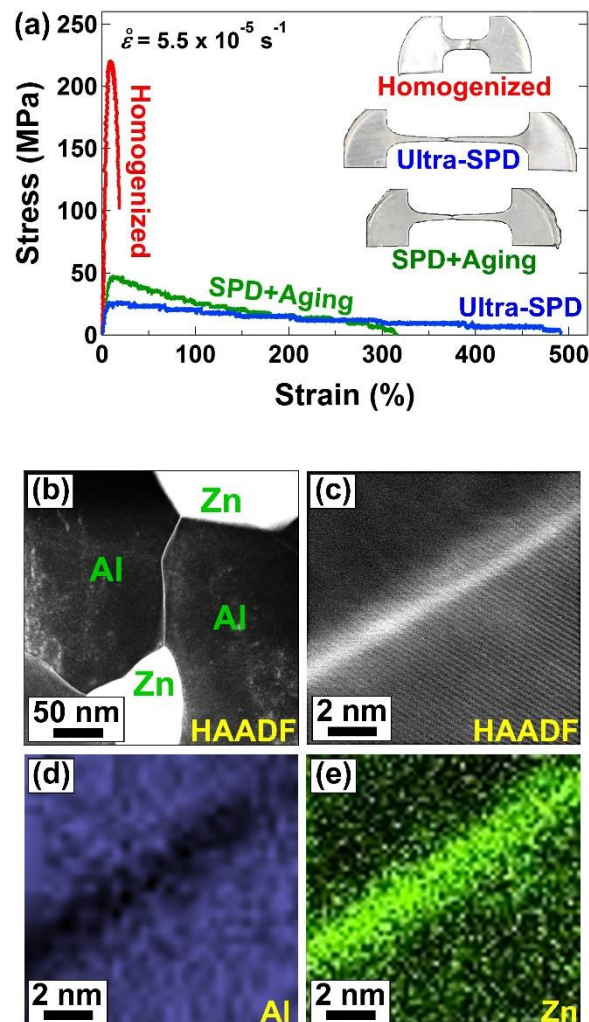 (a)
ε̊ = 5.5 x 10⁻⁵ s⁻¹
Homogenized
Homogenized
Ultra-SPD
SPD+Aging
SPD+Aging
Ultra-SPD
250
200
150
100
50
0
Stress (MPa)
0 100 200 300 400 500
Strain (%)
(b)
Zn
Al
Al
Zn
50 nm
HAADF
(c)
2 nm
HAADF
(d)
2 nm
Al
(e)
2 nm
Zn